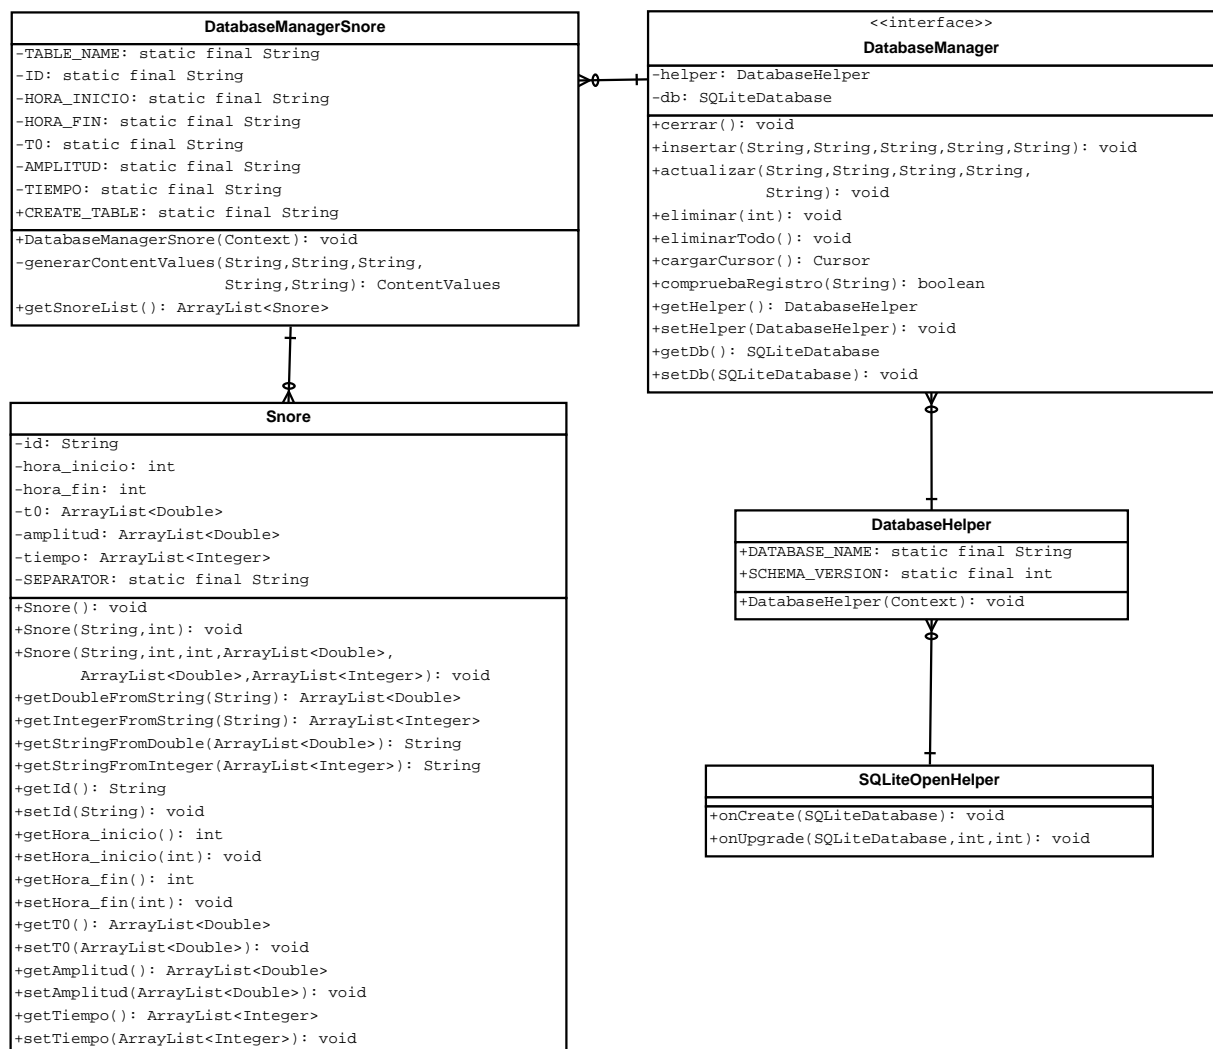 DatabaseManagerSnore
-TABLE_NAME: static final String
-ID: static final String
-HORA_INICIO: static final String
-HORA_FIN: static final String
-T0: static final String
-AMPLITUD: static final String
-TIEMPO: static final String
+CREATE_TABLE: static final String
+DatabaseManagerSnore(Context): void
-generarContentValues(String,String,String,
String,String): ContentValues
+getSnoreList(): ArrayList<Snore>
<<interface>>
DatabaseManager
-helper: DatabaseHelper
-db: SQLiteDatabase
+cerrar(): void
+insertar(String,String,String,String,String): void
+actualizar(String,String,String,String,
String): void
+eliminar(int): void
+eliminarTodo(): void
+cargarCursor(): Cursor
+compruebaRegistro(String): boolean
+getHelper(): DatabaseHelper
+setHelper(DatabaseHelper): void
+getDb(): SQLiteDatabase
+setDb(SQLiteDatabase): void
Snore
-id: String
-hora_inicio: int
-hora_fin: int
-t0: ArrayList<Double>
-amplitud: ArrayList<Double>
-tiempo: ArrayList<Integer>
-SEPARATOR: static final String
+Snore(): void
+Snore(String,int): void
+Snore(String,int,int,ArrayList<Double>,
ArrayList<Double>,ArrayList<Integer>): void
+getDoubleFromString(String): ArrayList<Double>
+getIntegerFromString(String): ArrayList<Integer>
+getStringFromDouble(ArrayList<Double>): String
+getStringFromInteger(ArrayList<Integer>): String
+getId(): String
+setId(String): void
+getHora_inicio(): int
+setHora_inicio(int): void
+getHora_fin(): int
+setHora_fin(int): void
+getT0(): ArrayList<Double>
+setT0(ArrayList<Double>): void
+getAmplitud(): ArrayList<Double>
+setAmplitud(ArrayList<Double>): void
+getTiempo(): ArrayList<Integer>
+setTiempo(ArrayList<Integer>): void
DatabaseHelper
+DATABASE_NAME: static final String
+SCHEMA_VERSION: static final int
+DatabaseHelper(Context): void
SQLiteOpenHelper
+onCreate(SQLiteDatabase): void
+onUpgrade(SQLiteDatabase,int,int): void